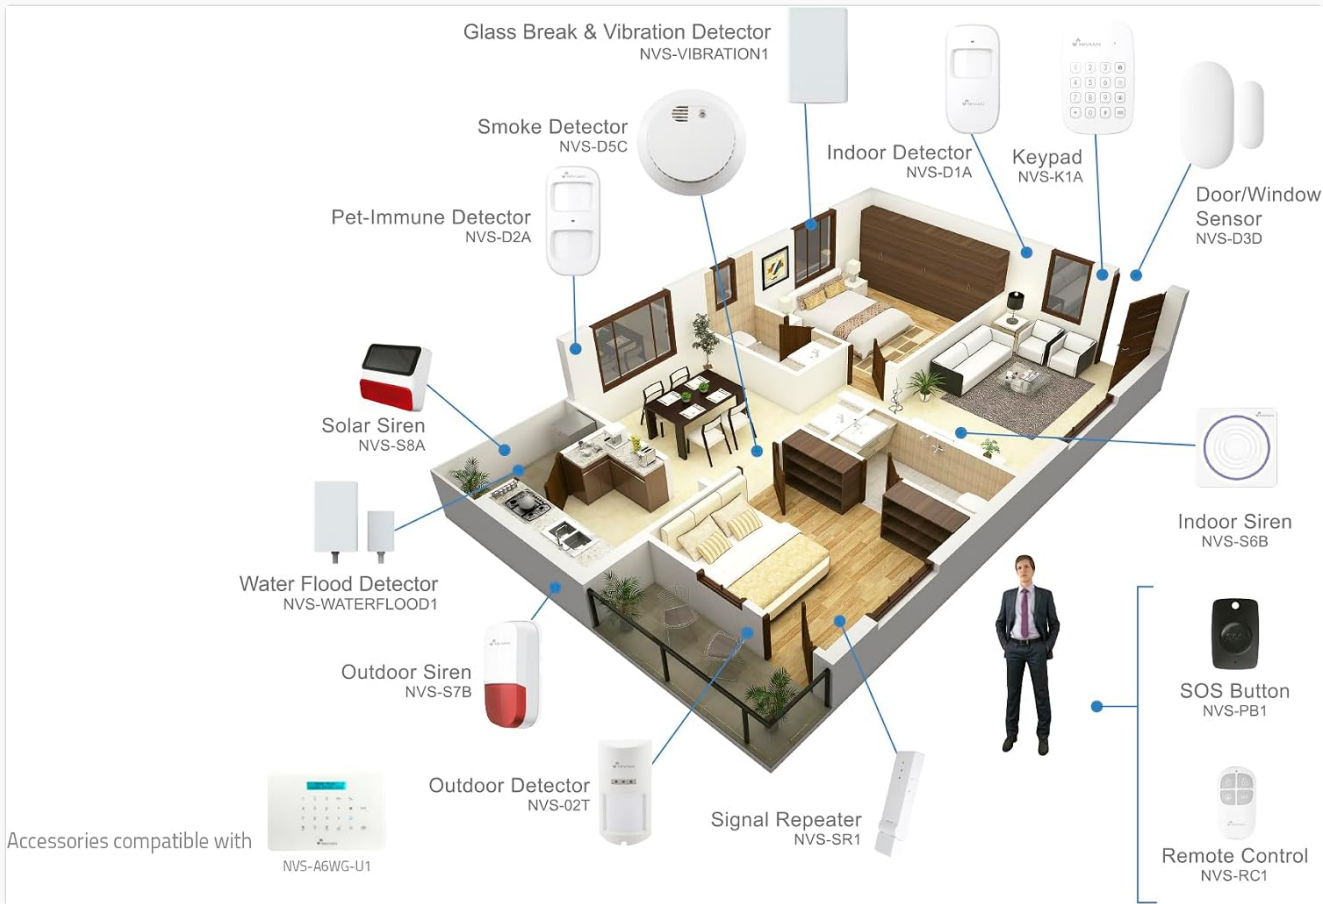 Glass Break & Vibration Detector
NVS-VIBRATION1
Smoke Detector
NVS-D5C
Indoor Detector
NVS-D1A
Keypad
NVS-K1A
Door/Window
Sensor
NVS-D3D
Pet-Immune Detector
NVS-D2A
Solar Siren
NVS-S8A
Water Flood Detector
NVS-WATERFLOOD1
Indoor Siren
NVS-S6B
Outdoor Siren
NVS-S7B
SOS Button
NVS-PB1
Outdoor Detector
NVS-02T
Signal Repeater
NVS-SR1
Remote Control
NVS-RC1
Accessories compatible with
NVS-A6WG-U1